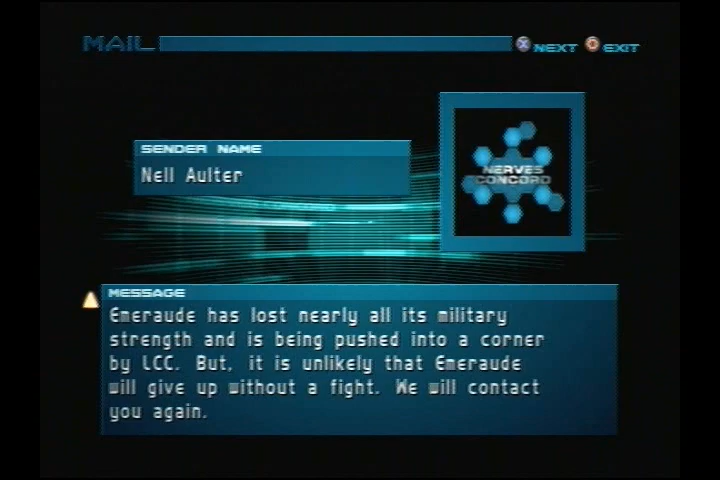 MAIL
NEXT EXIT
SENDER NAME
Nell Aulter
NERVES
CONCORD
MESSAGE
Emeraude has lost nearly all its military
strength and is being pushed into a corner
by LCC. But, it is unlikely that Emeraude
will give up without a fight. We will contact
you again.